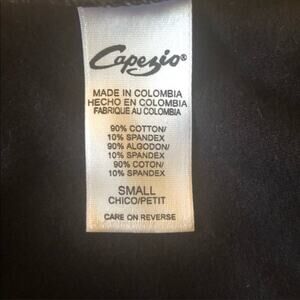 Capezio®
MADE IN COLOMBIA
HECHO EN COLOMBIA
FABRIQUE AU COLOMBIA
90% COTTON/
10% SPANDEX
90% ALGODON/
10% SPANDEX
90% COTON/
10% SPANDEX
SMALL
CHICO/PETIT
CARE ON REVERSE